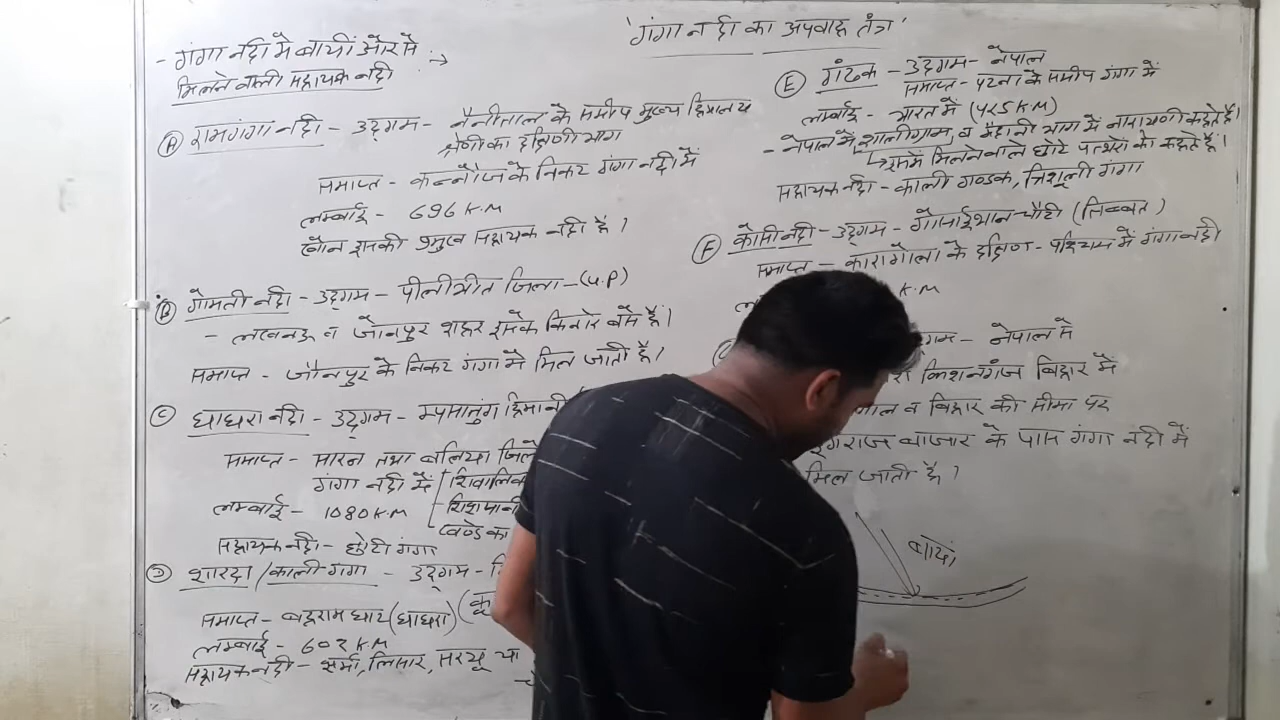 'गंगा नदी का अपवाह तंत्र'
- गंगा नदी मे बायीं ओर से →
मिलने वाली सहायक नदी
Ⓐ रामगंगा नदी - उद्गम - नैनीताल के समीप मुख्य हिमालय
श्रेणी का दक्षिणी भाग
समाप्त - कन्नौज के निकट गंगा नदी में
लम्बाई - 696 K.M
खोन इसकी प्रमुख सहायक नदी है।
Ⓑ गोमती नदी - उद्गम - पीलीभीत जिला - (U.P)
- लखनऊ व जौनपुर शहर इसके किनारे बसे हैं।
समाप्त - जौनपुर के निकट गंगा मे मिल जाती है।
Ⓒ घाघरा नदी - उद्गम - म्पसातुंग हिमानी
समाप्त - सारन तथा बलिया जिले
गंगा नदी में [शिवालिक
लम्बाई - 1080 KM
खण्ड का
सहायक नदी - छोटी गंगा
Ⓓ शारदा / काली गंगा - उद्गम -
समाप्त - बहराम घाट (घाघरा)
लम्बाई - 602 K.M
सहायक नदी - सर्मा, लिसार, सरयू या
Ⓔ गंडक - उद्गम - नेपाल
समाप्त - पटना के समीप गंगा में
लम्बाई - भारत में (425 KM)
- नेपाल में शालीग्राम, व मैदानी भाग में नारायणी कहते हैं।
↳ इसमें मिलने वाले छोटे पत्थरों को कहते हैं।
सहायक नदी - काली गण्डक, त्रिशूली गंगा
Ⓕ कोसी नदी - उद्गम - गोसाईथान चोटी (तिब्बत)
समाप्त - कारागोला के दक्षिण - पश्चिम में गंगा नदी
K.M
- नेपाल में
किशनगंज बिहार में
व बिहार की सीमा पर
बाजार के पास गंगा नदी में
मिल जाती है।
बायां